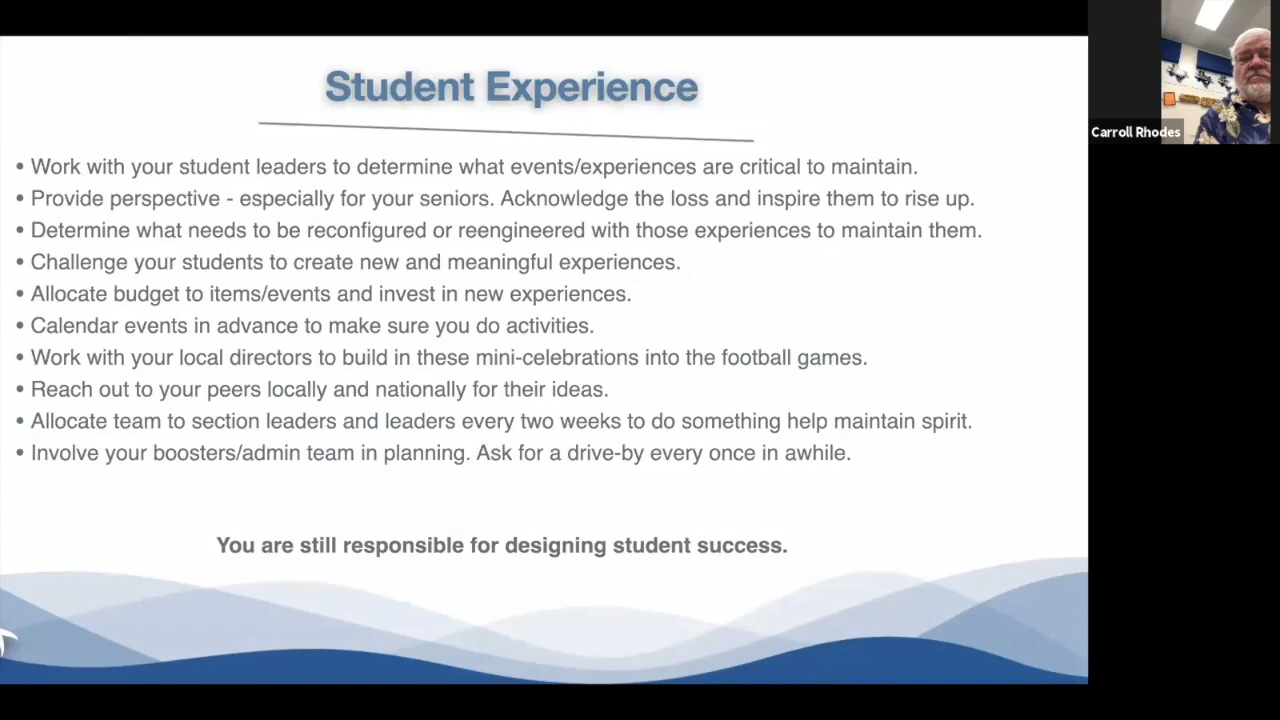 Student Experience
• Work with your student leaders to determine what events/experiences are critical to maintain.
• Provide perspective - especially for your seniors. Acknowledge the loss and inspire them to rise up.
• Determine what needs to be reconfigured or reengineered with those experiences to maintain them.
• Challenge your students to create new and meaningful experiences.
• Allocate budget to items/events and invest in new experiences.
• Calendar events in advance to make sure you do activities.
• Work with your local directors to build in these mini-celebrations into the football games.
• Reach out to your peers locally and nationally for their ideas.
• Allocate team to section leaders and leaders every two weeks to do something help maintain spirit.
• Involve your boosters/admin team in planning. Ask for a drive-by every once in awhile.
You are still responsible for designing student success.
Carroll Rhodes